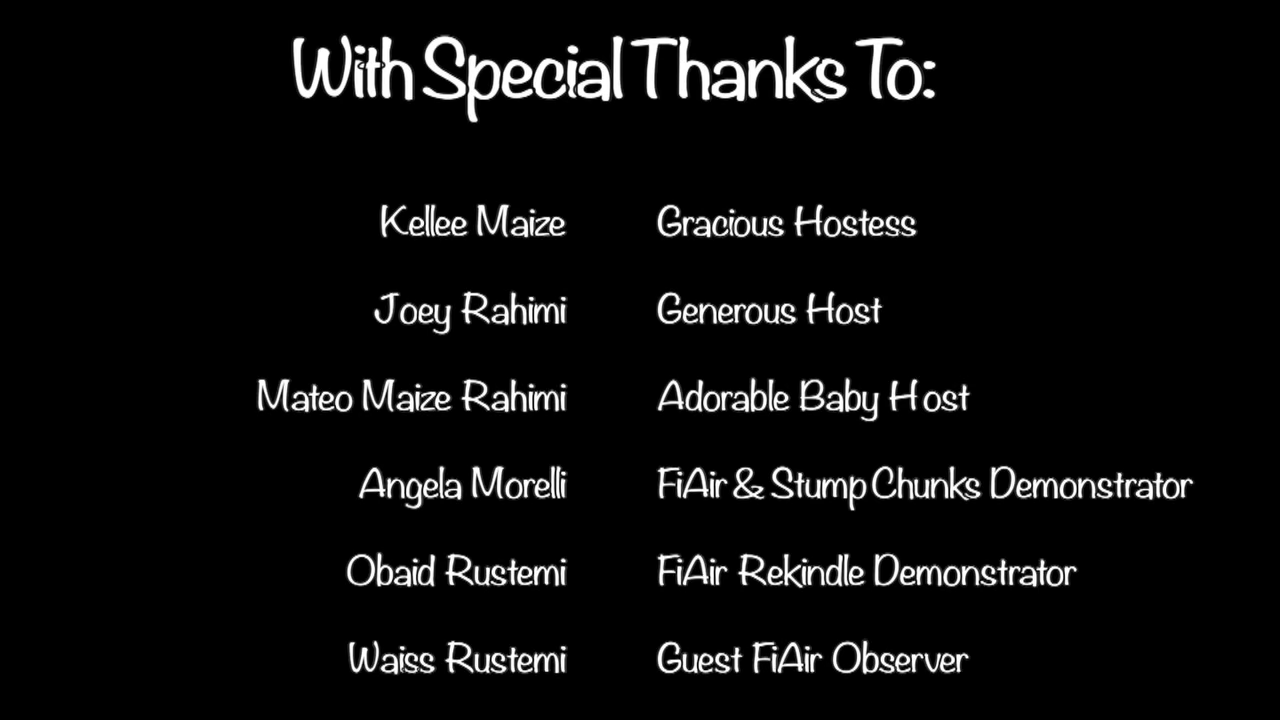 With Special Thanks To:
Kellee Maize Gracious Hostess
Joey Rahimi Generous Host
Mateo Maize Rahimi Adorable Baby Host
Angela Morelli FiAir & Stump Chunks Demonstrator
Obaid Rustemi FiAir Rekindle Demonstrator
Waiss Rustemi Guest FiAir Observer